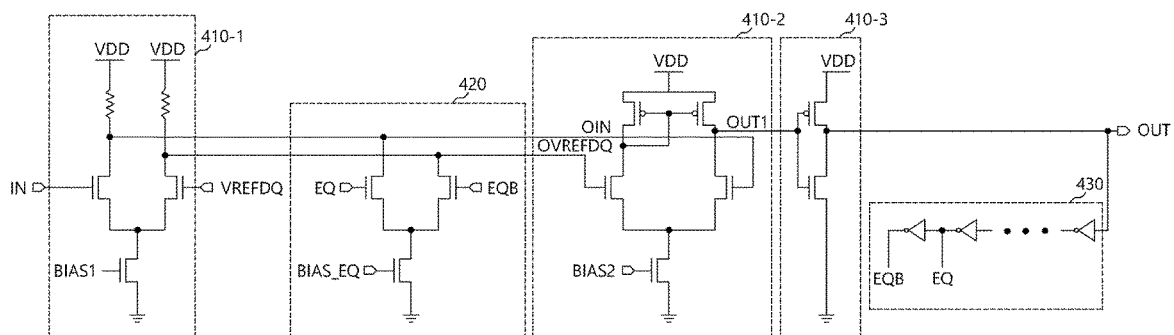 410-1
VDD
VDD
IN
VREFDQ
BIAS1
420
EQ
EQB
BIAS_EQ
410-2
VDD
OIN
OVREFDQ
OUT1
BIAS2
410-3
VDD
OUT
430
EQB
EQ